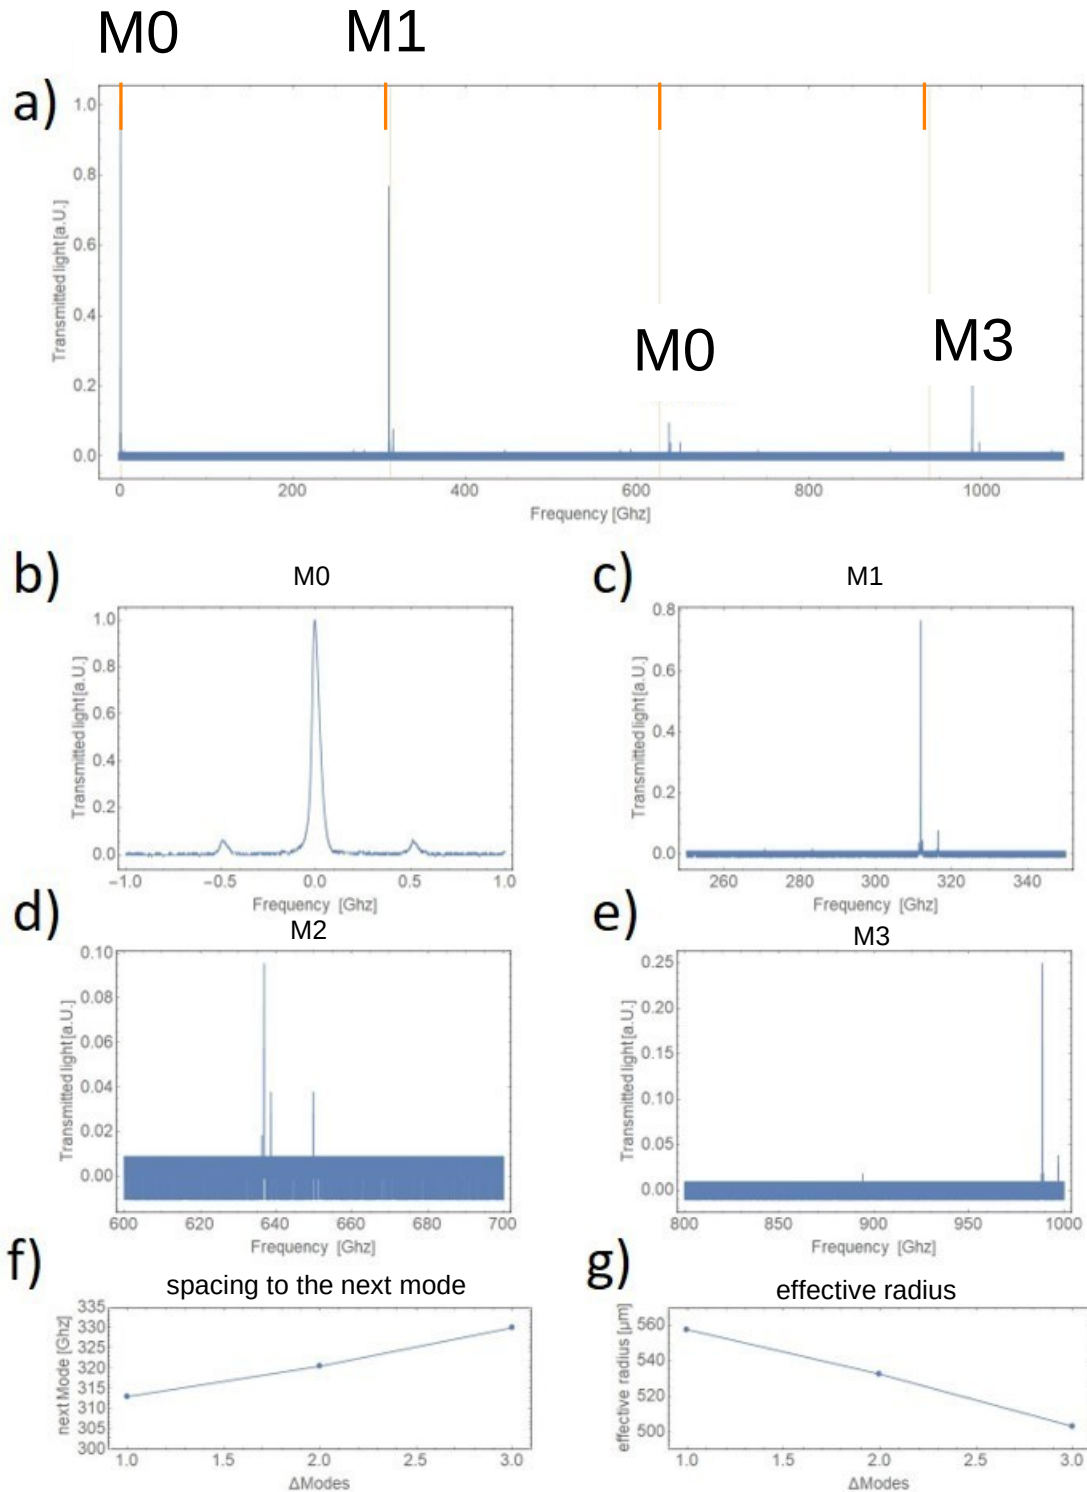 M0 M1
a)
1.0
0.8
0.6
0.4
0.2
0.0
Transmitted light [a.U.]
M0 M3
0 200 400 600 800 1000
Frequency [Ghz]
b) M0
1.0
0.8
0.6
0.4
0.2
0.0
Transmitted light [a.U.]
−1.0 −0.5 0.0 0.5 1.0
Frequency [Ghz]
c) M1
0.8
0.6
0.4
0.2
0.0
Transmitted light [a.U.]
260 280 300 320 340
Frequency [Ghz]
d) M2
0.10
0.08
0.06
0.04
0.02
0.00
Transmitted light [a.U.]
600 620 640 660 680 700
Frequency [Ghz]
e) M3
0.25
0.20
0.15
0.10
0.05
0.00
Transmitted light [a.U.]
800 850 900 950 1000
Frequency [Ghz]
f) spacing to the next mode
335
330
325
320
315
310
305
300
next Mode [Ghz]
1.0 1.5 2.0 2.5 3.0
ΔModes
g) effective radius
560
540
520
500
effective radius [μm]
1.0 1.5 2.0 2.5 3.0
ΔModes